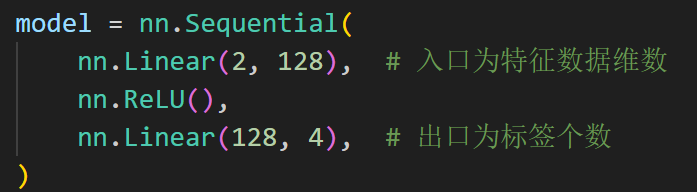 model = nn.Sequential(
    nn.Linear(2, 128),  # 入口为特征数据维数
    nn.ReLU(),
    nn.Linear(128, 4),  # 出口为标签个数
)